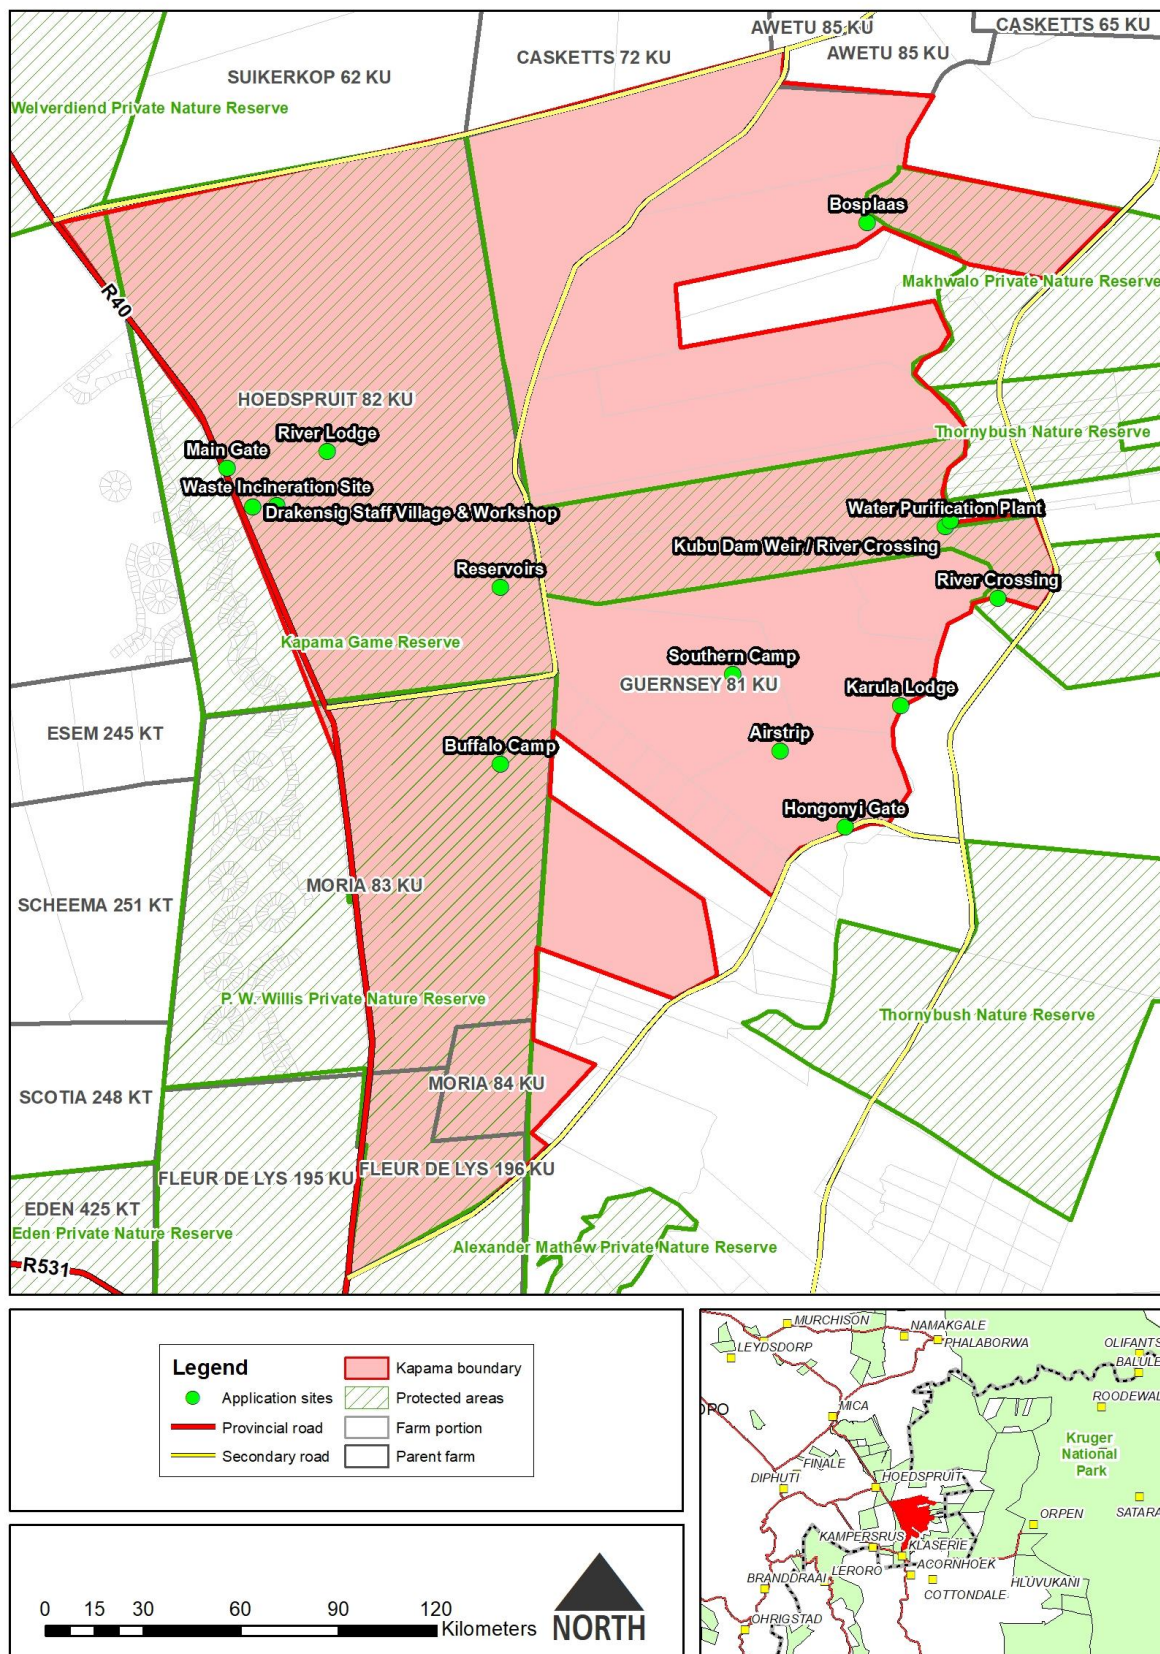 AWETU 85 KU
CASKETTS 65 KU
CASKETTS 72 KU
AWETU 85 KU
SUIKERKOP 62 KU
Welverdiend Private Nature Reserve
Bosplaas
Makhwalo Private Nature Reserve
R40
HOEDSPRUIT 82 KU
River Lodge
Thornybush Nature Reserve
Main Gate
Waste Incineration Site
Drakensig Staff Village & Workshop
Water Purification Plant
Kubu Dam Weir / River Crossing
Reservoirs
River Crossing
Kapama Game Reserve
Southern Camp
GUERNSEY 81 KU
Karula Lodge
ESEM 245 KT
Airstrip
Buffalo Camp
Hongonyi Gate
MORIA 83 KU
SCHEEMA 251 KT
P. W. Willis Private Nature Reserve
Thornybush Nature Reserve
MORIA 84 KU
SCOTIA 248 KT
FLEUR DE LYS 195 KU
FLEUR DE LYS 196 KU
EDEN 425 KT
Eden Private Nature Reserve
Alexander Mathew Private Nature Reserve
R531
Legend
Application sites
Provincial road
Secondary road
Kapama boundary
Protected areas
Farm portion
Parent farm
0 15 30 60 90 120
Kilometers
NORTH
MURCHISON
NAMAKGALE
PHALABORWA
LEYDSDORP
OLIFANTS
BALULE
ROODEWAL
OPO
MICA
Kruger
National
Park
FINALE
DIPHUTI
HOEDSPRUIT
SATARA
ORPEN
KAMPERSRUS
KLASERIE
ACORNHOEK
LERORO
BRANDDRAAI
HLUVUKANI
COTTONDALE
OHRIGSTAD